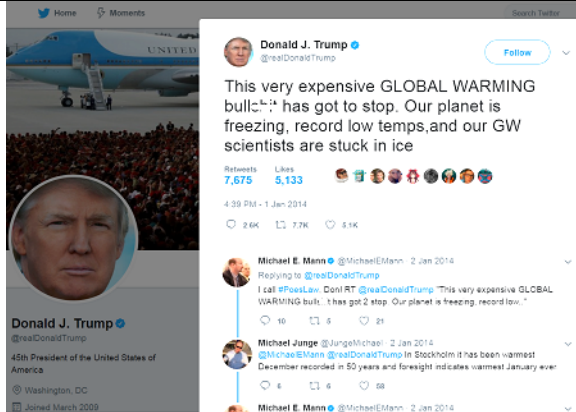 Home Moments
Search Twitter
UNITED
Donald J. Trump
@realDonaldTrump
Follow
This very expensive GLOBAL WARMING
has got to stop. Our planet is
freezing, record low temps,and our GW
scientists are stuck in ice
Retweets Likes
7,675 5,133
4:39 PM - 1 Jan 2014
2.6K 7.7K 5.1K
Michael E. Mann @MichaelEMann · 2 Jan 2014
Replying to @realDonaldTrump
I call #PoesLaw. Don! RT @realDonaldTrump "This very expensive GLOBAL
WARMING bull has got 2 stop. Our planet is freezing, record low.."
10 5 21
Michael Junge @JungeMichael · 2 Jan 2014
@MichaelEMann @realDonaldTrump In Stockholm it has been warmest
December recorded in 50 years and foresight indicates warmest January ever
6 6 58
Michael E. Mann @MichaelEMann · 2 Jan 2014
Donald J. Trump
@realDonaldTrump
45th President of the United States of
America
Washington, DC
Joined March 2009